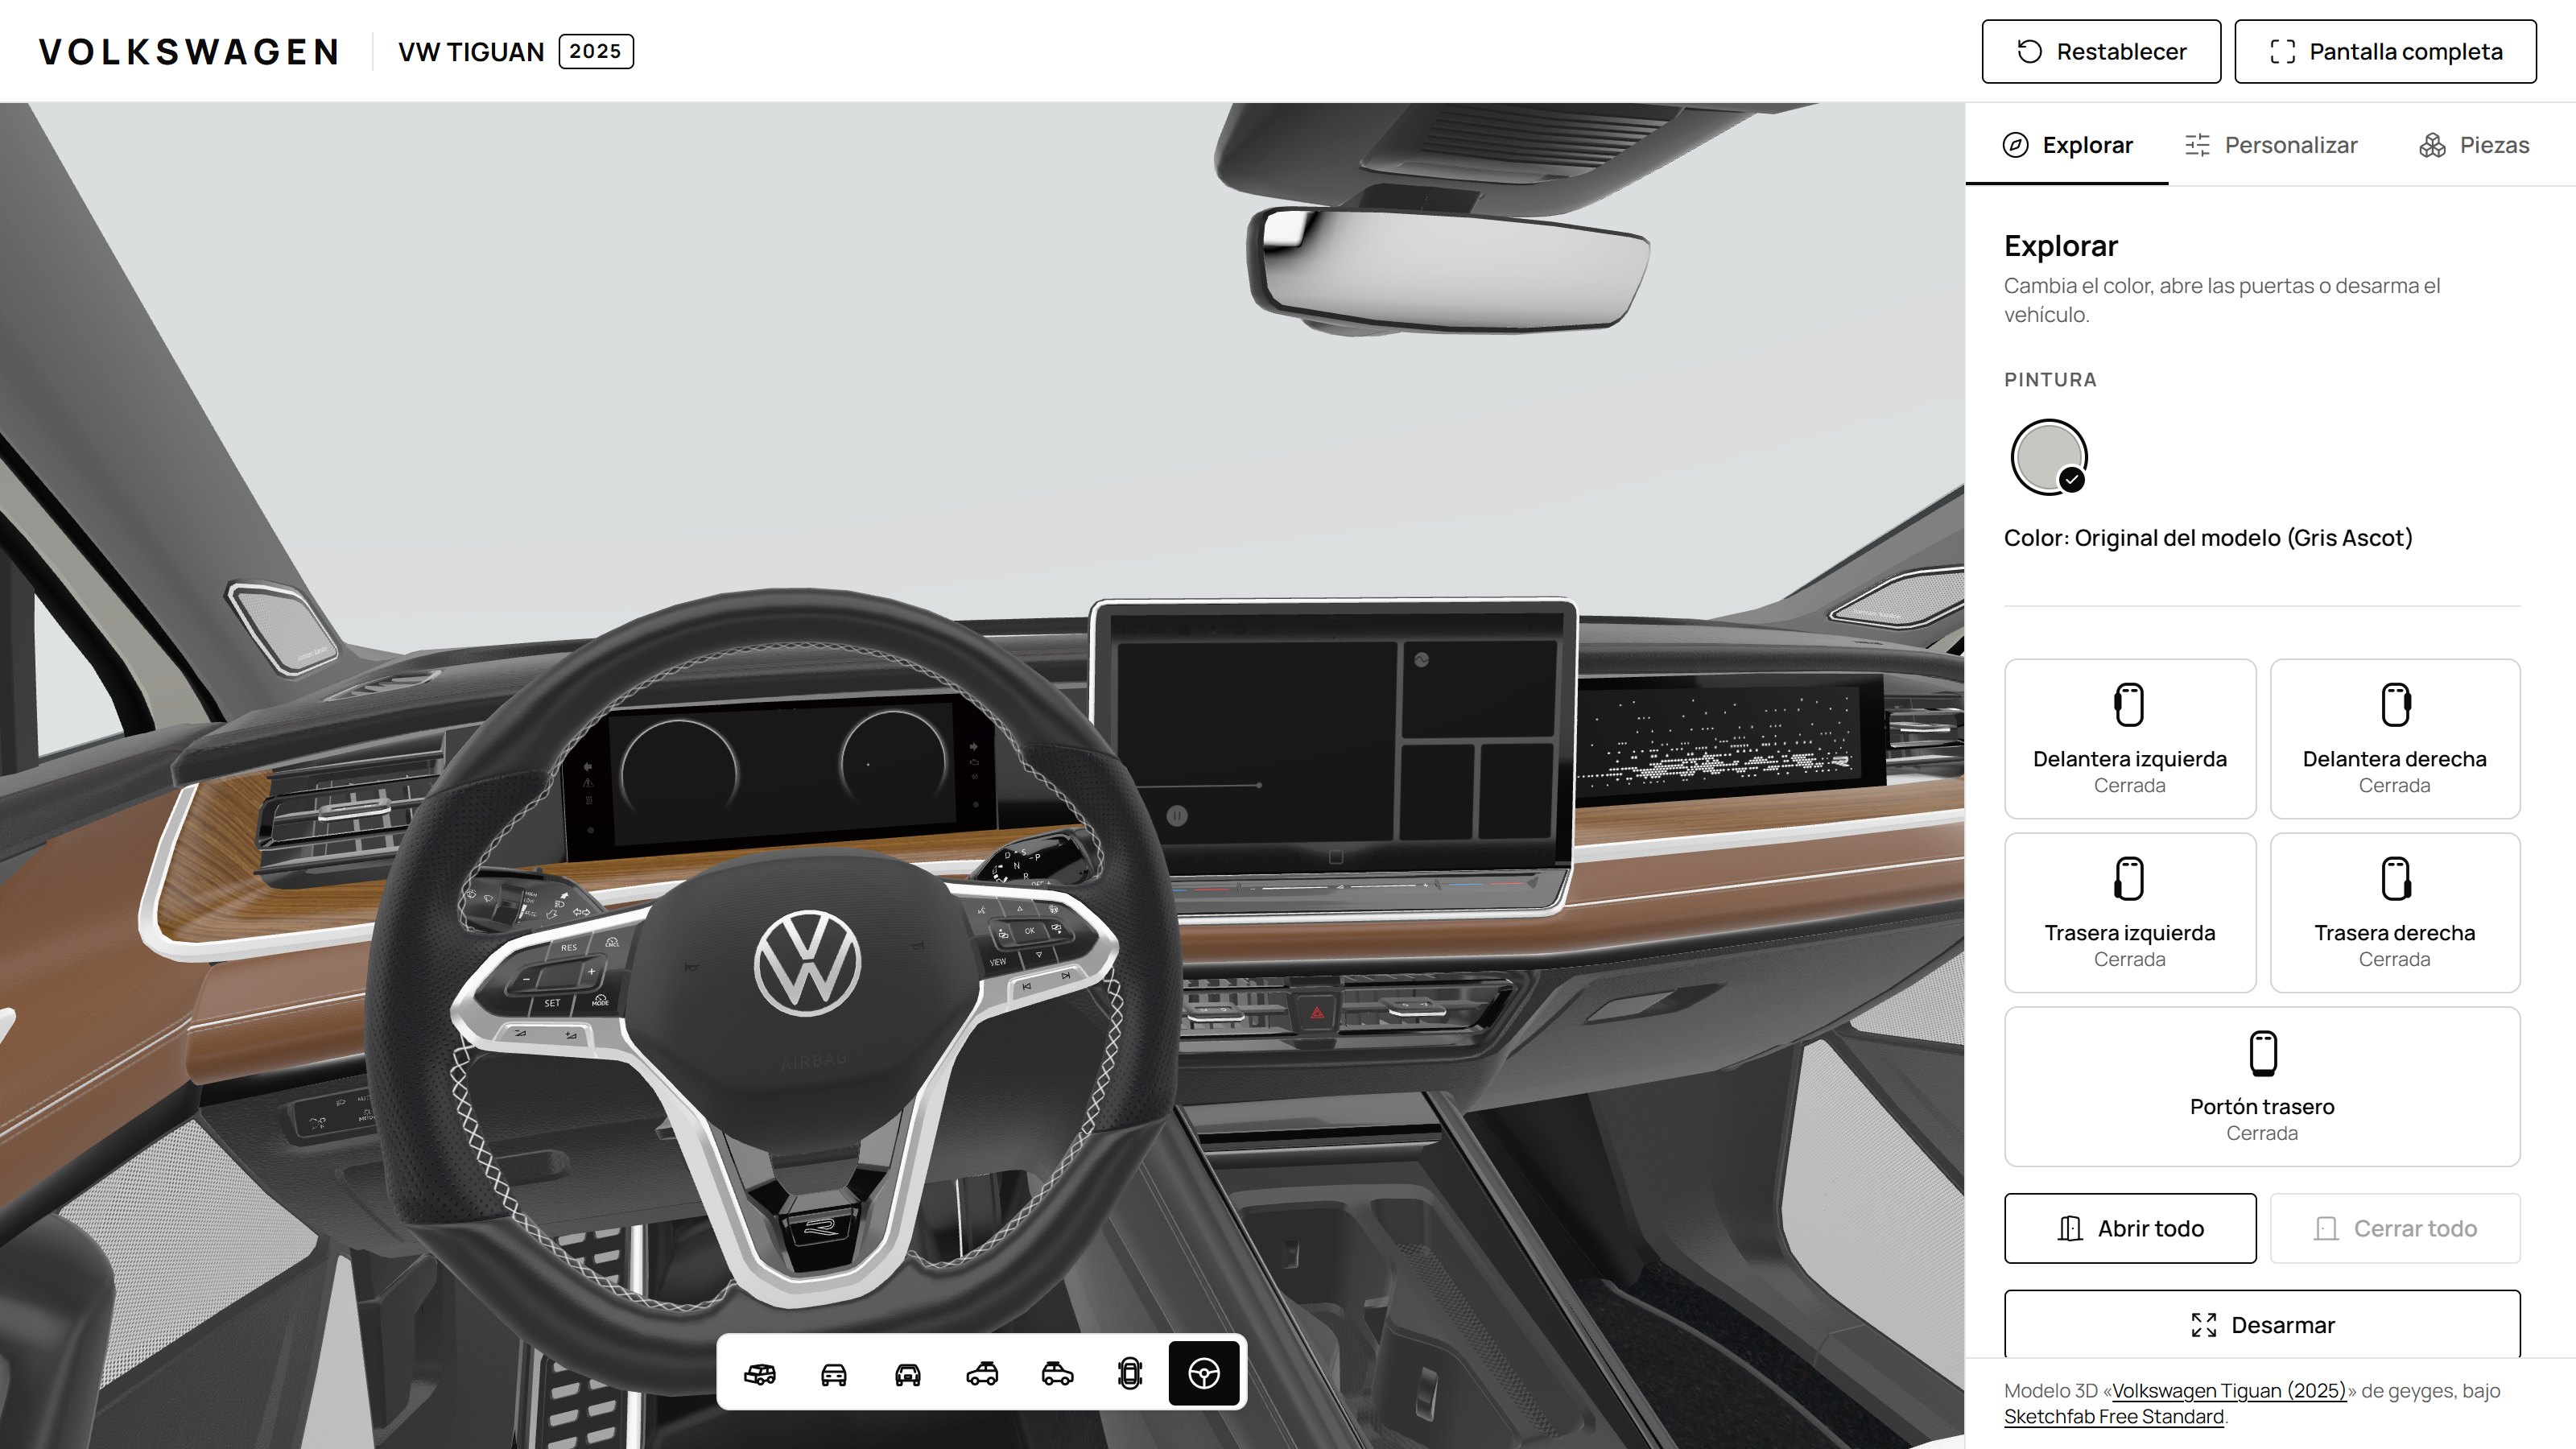 VOLKSWAGEN
VW TIGUAN 2025
Restablecer
Pantalla completa
Explorar
Personalizar
Piezas
Explorar
Cambia el color, abre las puertas o desarma el
vehículo.
PINTURA
Color: Original del modelo (Gris Ascot)
Delantera izquierda
Cerrada
Delantera derecha
Cerrada
Trasera izquierda
Cerrada
Trasera derecha
Cerrada
Portón trasero
Cerrada
Abrir todo
Cerrar todo
Desarmar
Modelo 3D «Volkswagen Tiguan (2025)» de geyges, bajo
Sketchfab Free Standard.
D - S - P
N
R
RES
CNCL
SET
MODE
OK
VIEW
AIRBAG